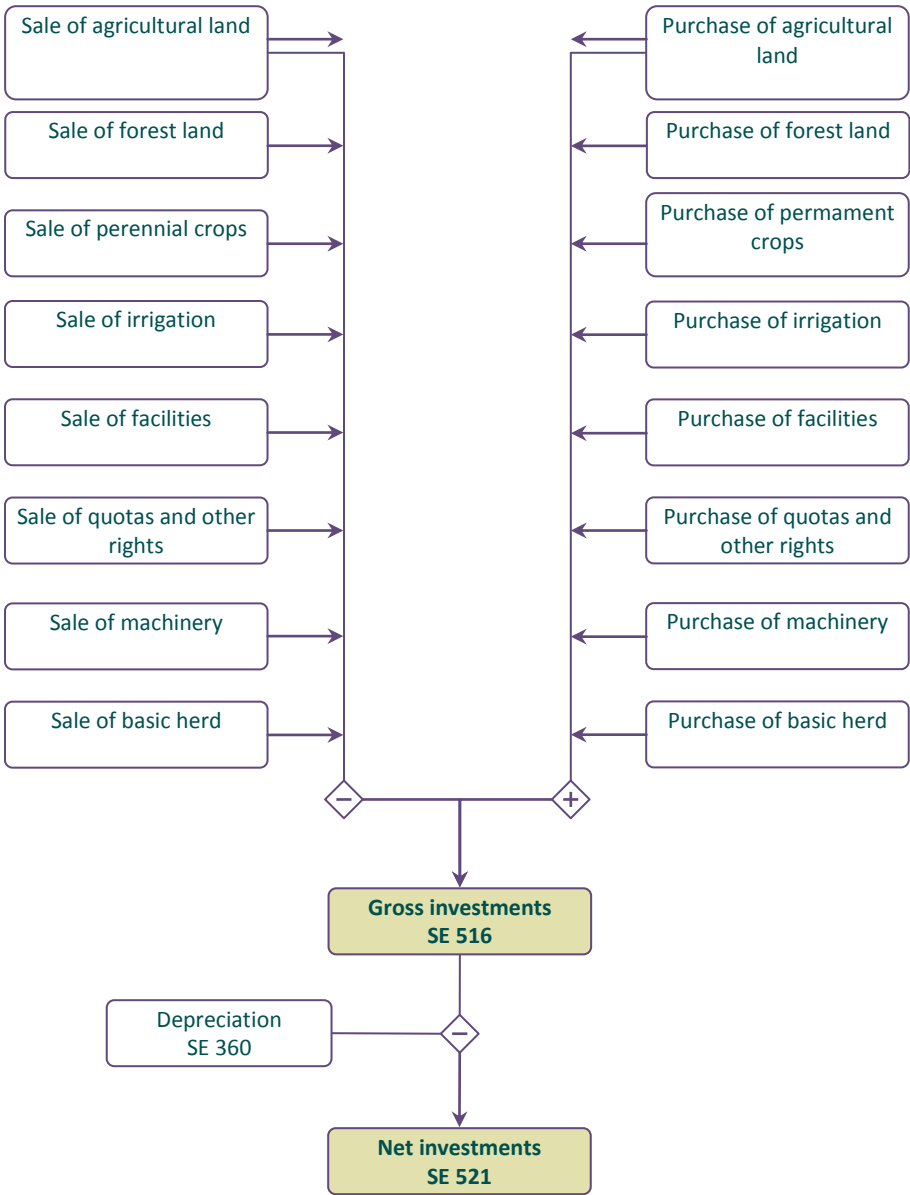 Sale of agricultural land
Purchase of agricultural
land
Sale of forest land
Purchase of forest land
Sale of perennial crops
Purchase of permament
crops
Sale of irrigation
Purchase of irrigation
Sale of facilities
Purchase of facilities
Sale of quotas and other
rights
Purchase of quotas and
other rights
Sale of machinery
Purchase of machinery
Sale of basic herd
Purchase of basic herd
−
+
Gross investments
SE 516
Depreciation
SE 360
−
Net investments
SE 521